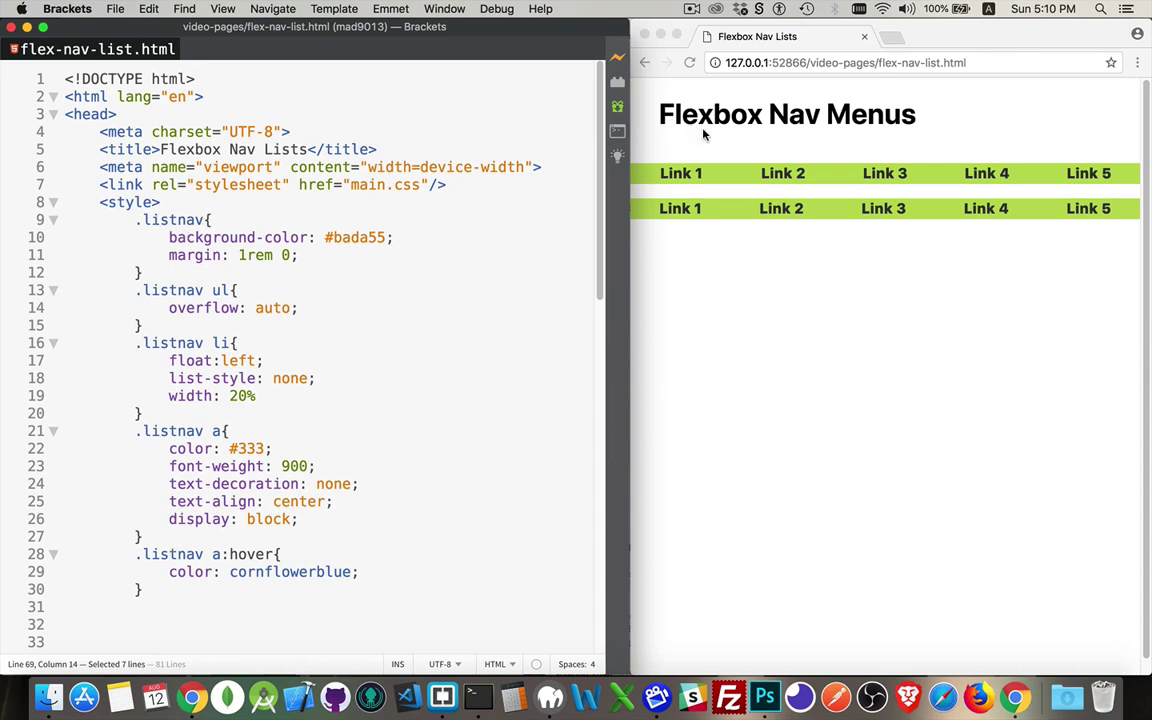 Brackets File Edit Find View Navigate Template Emmet Window Debug Help 100% A Sun 5:10 PM
video-pages/flex-nav-list.html (mad9013) — Brackets
flex-nav-list.html
1 <!DOCTYPE html>
2 <html lang="en">
3 <head>
4 <meta charset="UTF-8">
5 <title>Flexbox Nav Lists</title>
6 <meta name="viewport" content="width=device-width">
7 <link rel="stylesheet" href="main.css"/>
8 <style>
9 .listnav{
10 background-color: #bada55;
11 margin: 1rem 0;
12 }
13 .listnav ul{
14 overflow: auto;
15 }
16 .listnav li{
17 float:left;
18 list-style: none;
19 width: 20%
20 }
21 .listnav a{
22 color: #333;
23 font-weight: 900;
24 text-decoration: none;
25 text-align: center;
26 display: block;
27 }
28 .listnav a:hover{
29 color: cornflowerblue;
30 }
31
32
33
Line 69, Column 14 — Selected 7 lines — 81 Lines INS UTF-8 HTML Spaces: 4
Flexbox Nav Lists
127.0.0.1:52866/video-pages/flex-nav-list.html
Flexbox Nav Menus
Link 1 Link 2 Link 3 Link 4 Link 5
Link 1 Link 2 Link 3 Link 4 Link 5
AUG
12
W
X
S
Fz
Ps